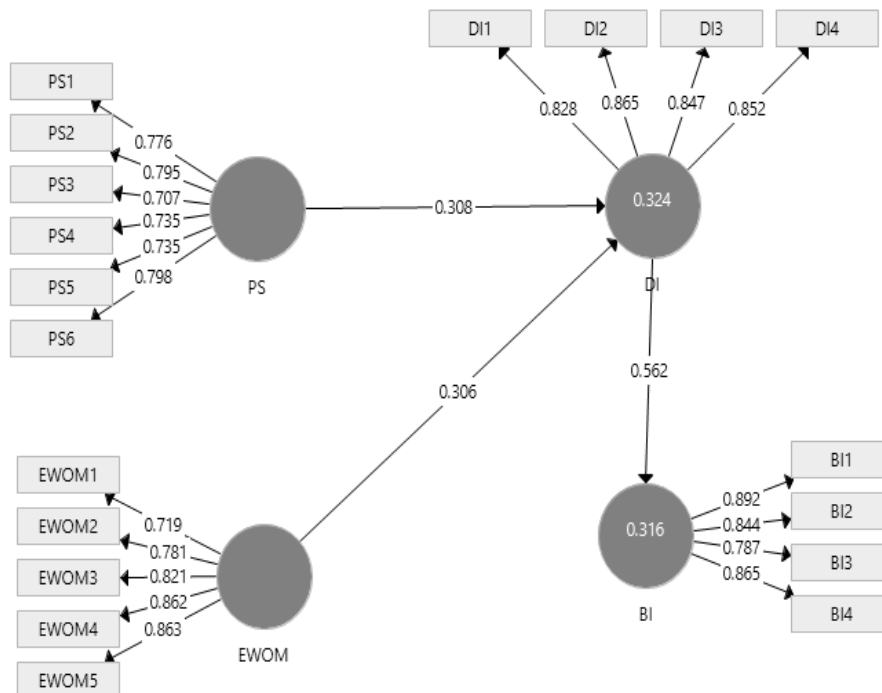 DI1
DI2
DI3
DI4
0.828
0.865
0.847
0.852
PS1
PS2
PS3
PS4
PS5
PS6
0.776
0.795
0.707
0.735
0.735
0.798
PS
0.308
0.324
DI
0.306
0.562
EWOM1
EWOM2
EWOM3
EWOM4
EWOM5
0.719
0.781
0.821
0.862
0.863
EWOM
0.316
BI
0.892
0.844
0.787
0.865
BI1
BI2
BI3
BI4